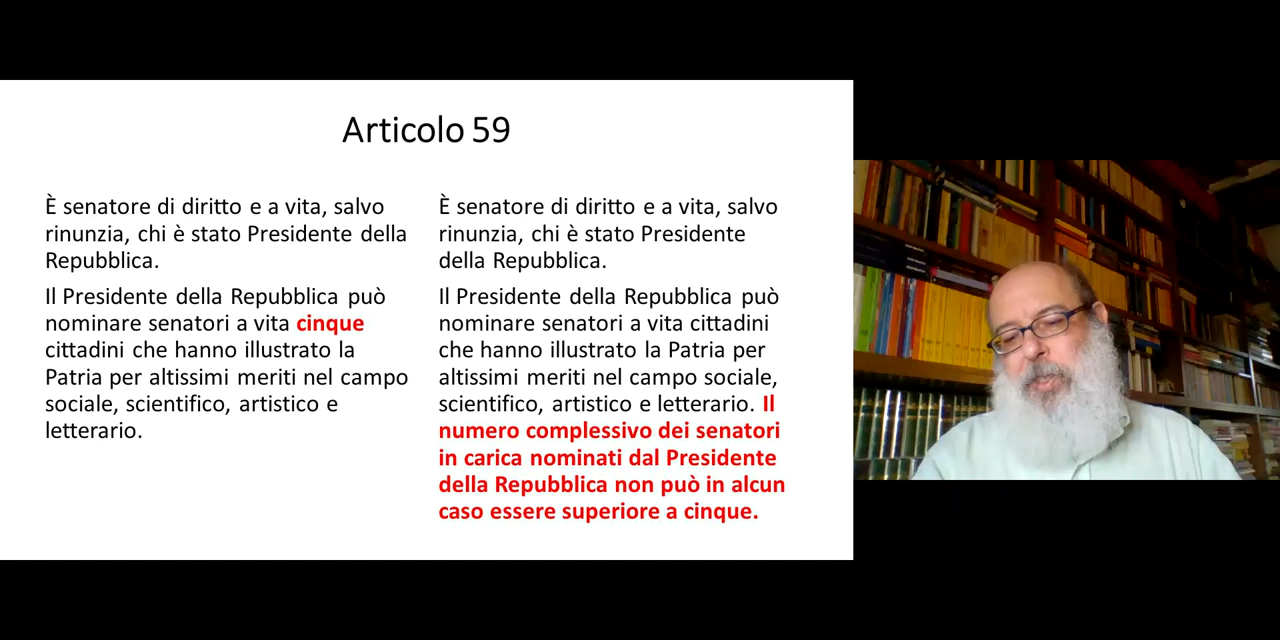 Articolo 59
È senatore di diritto e a vita, salvo
rinunzia, chi è stato Presidente della
Repubblica.
Il Presidente della Repubblica può
nominare senatori a vita cinque
cittadini che hanno illustrato la
Patria per altissimi meriti nel campo
sociale, scientifico, artistico e
letterario.
È senatore di diritto e a vita, salvo
rinunzia, chi è stato Presidente
della Repubblica.
Il Presidente della Repubblica può
nominare senatori a vita cittadini
che hanno illustrato la Patria per
altissimi meriti nel campo sociale,
scientifico, artistico e letterario. Il
numero complessivo dei senatori
in carica nominati dal Presidente
della Repubblica non può in alcun
caso essere superiore a cinque.